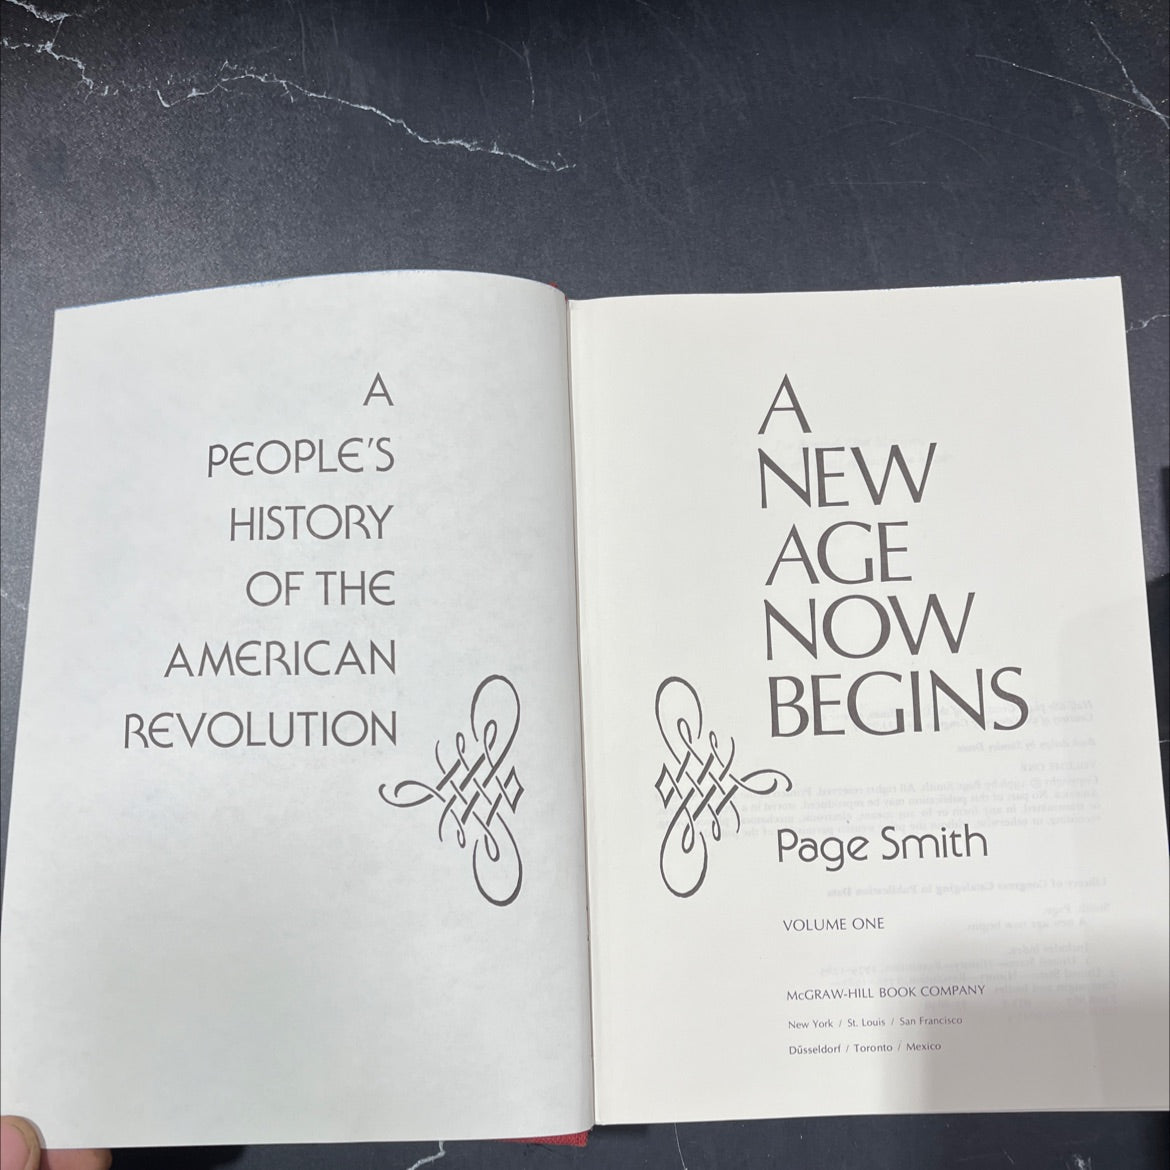 A
PEOPLE'S
HISTORY
OF THE
AMERICAN
REVOLUTION
A
NEW
AGE
NOW
BEGINS
Page Smith
VOLUME ONE
McGRAW-HILL BOOK COMPANY
New York / St. Louis / San Francisco
Düsseldorf / Toronto / Mexico